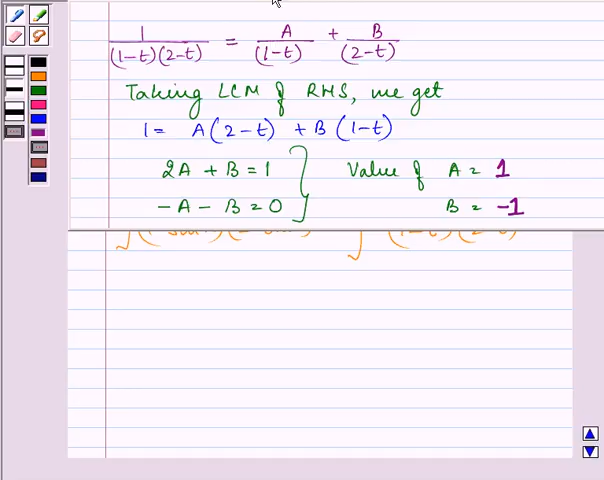 1/((1-t)(2-t)) = A/(1-t) + B/(2-t)
Taking LCM of RHS, we get
1 = A(2-t) + B(1-t)
2A + B = 1 } Value of A = 1
-A - B = 0 } B = -1